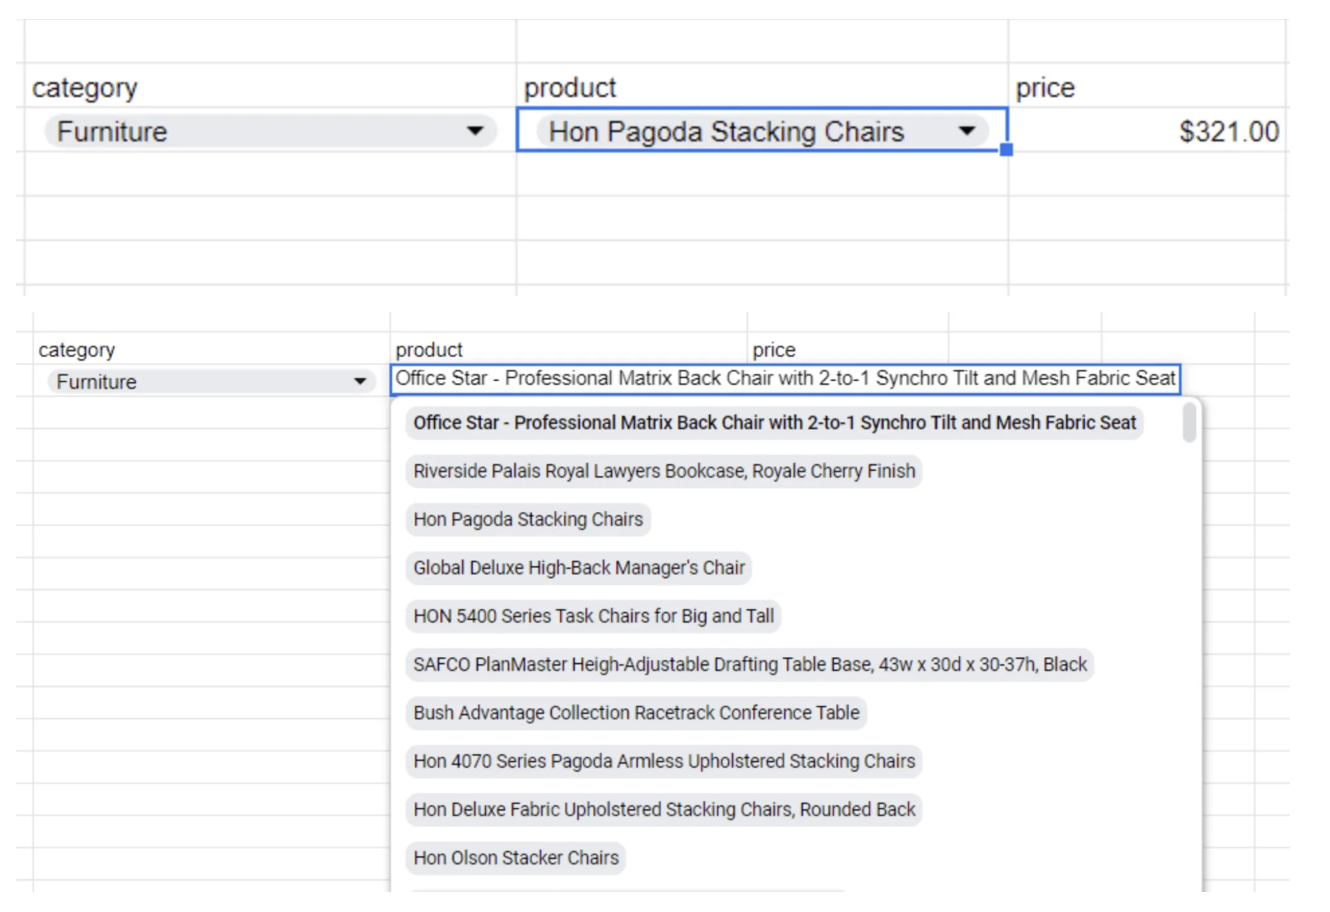 category product price
Furniture Hon Pagoda Stacking Chairs $321.00
category product price
Furniture Office Star - Professional Matrix Back Chair with 2-to-1 Synchro Tilt and Mesh Fabric Seat
Office Star - Professional Matrix Back Chair with 2-to-1 Synchro Tilt and Mesh Fabric Seat
Riverside Palais Royal Lawyers Bookcase, Royale Cherry Finish
Hon Pagoda Stacking Chairs
Global Deluxe High-Back Manager's Chair
HON 5400 Series Task Chairs for Big and Tall
SAFCO PlanMaster Heigh-Adjustable Drafting Table Base, 43w x 30d x 30-37h, Black
Bush Advantage Collection Racetrack Conference Table
Hon 4070 Series Pagoda Armless Upholstered Stacking Chairs
Hon Deluxe Fabric Upholstered Stacking Chairs, Rounded Back
Hon Olson Stacker Chairs